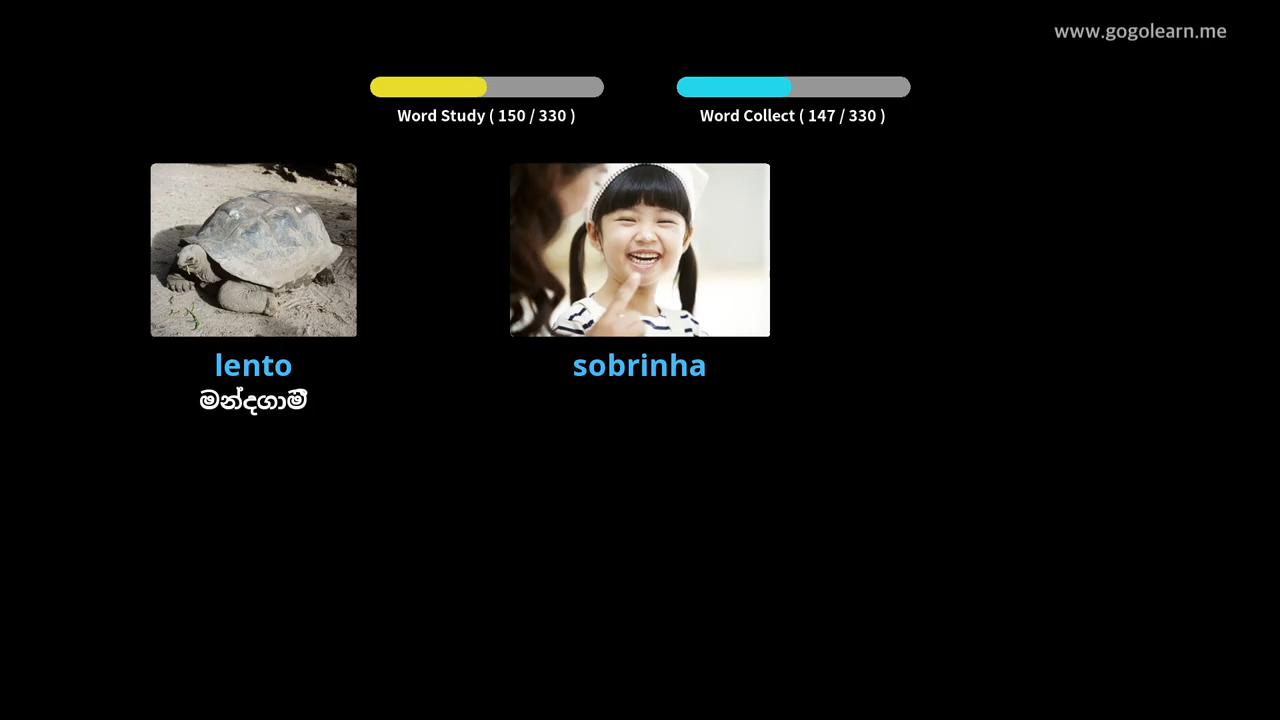 www.gogolearn.me
Word Study ( 150 / 330 )
Word Collect ( 147 / 330 )
lento
මන්දගාමී
sobrinha